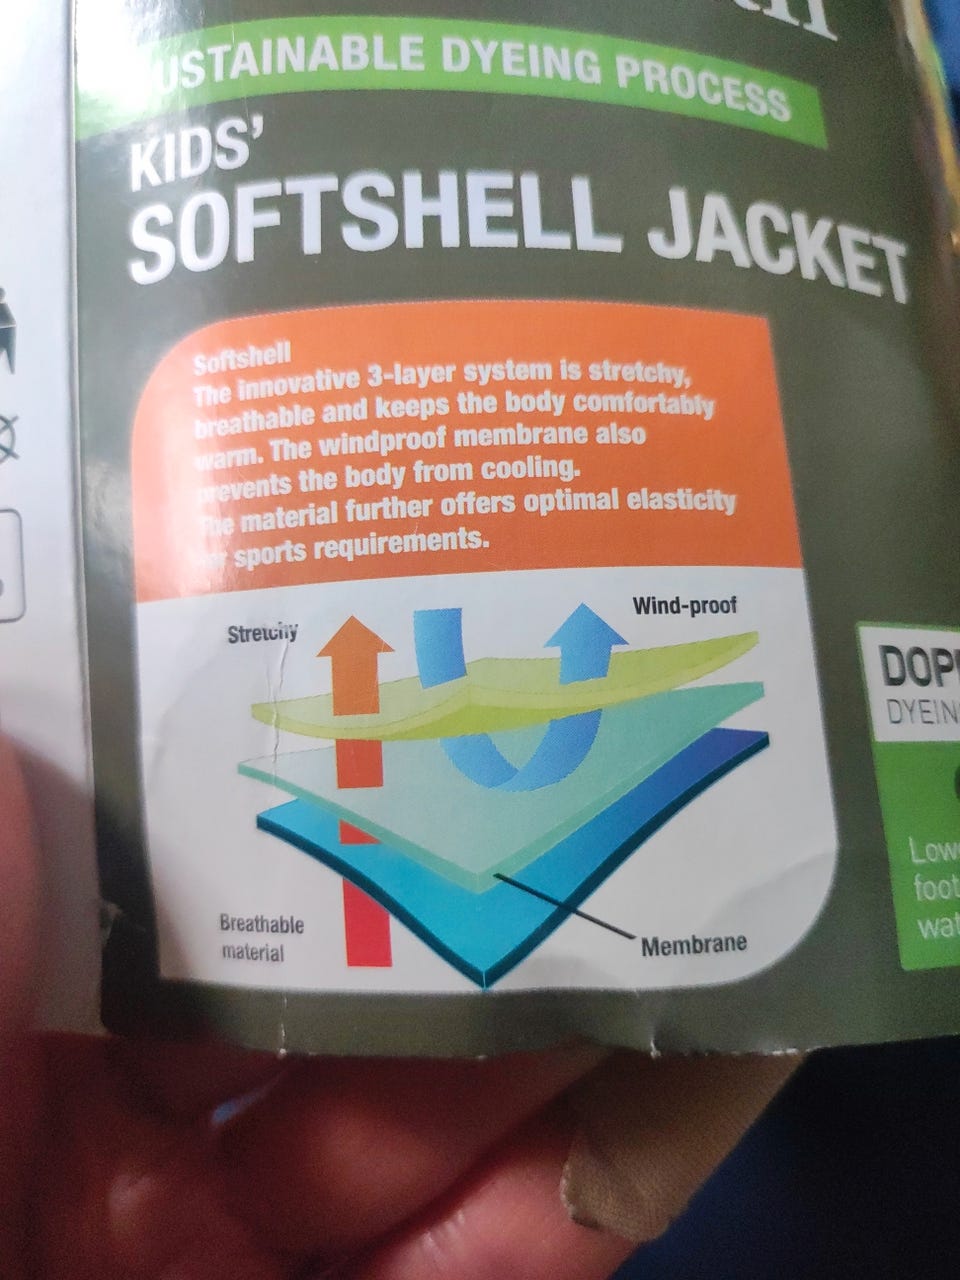 SUSTAINABLE DYEING PROCESS
KIDS'
SOFTSHELL JACKET
Softshell
The innovative 3-layer system is stretchy,
breathable and keeps the body comfortably
warm. The windproof membrane also
prevents the body from cooling.
The material further offers optimal elasticity
for sports requirements.
Stretchy
Wind-proof
Breathable
material
Membrane
DOP
DYEIN
Low
foot
wat